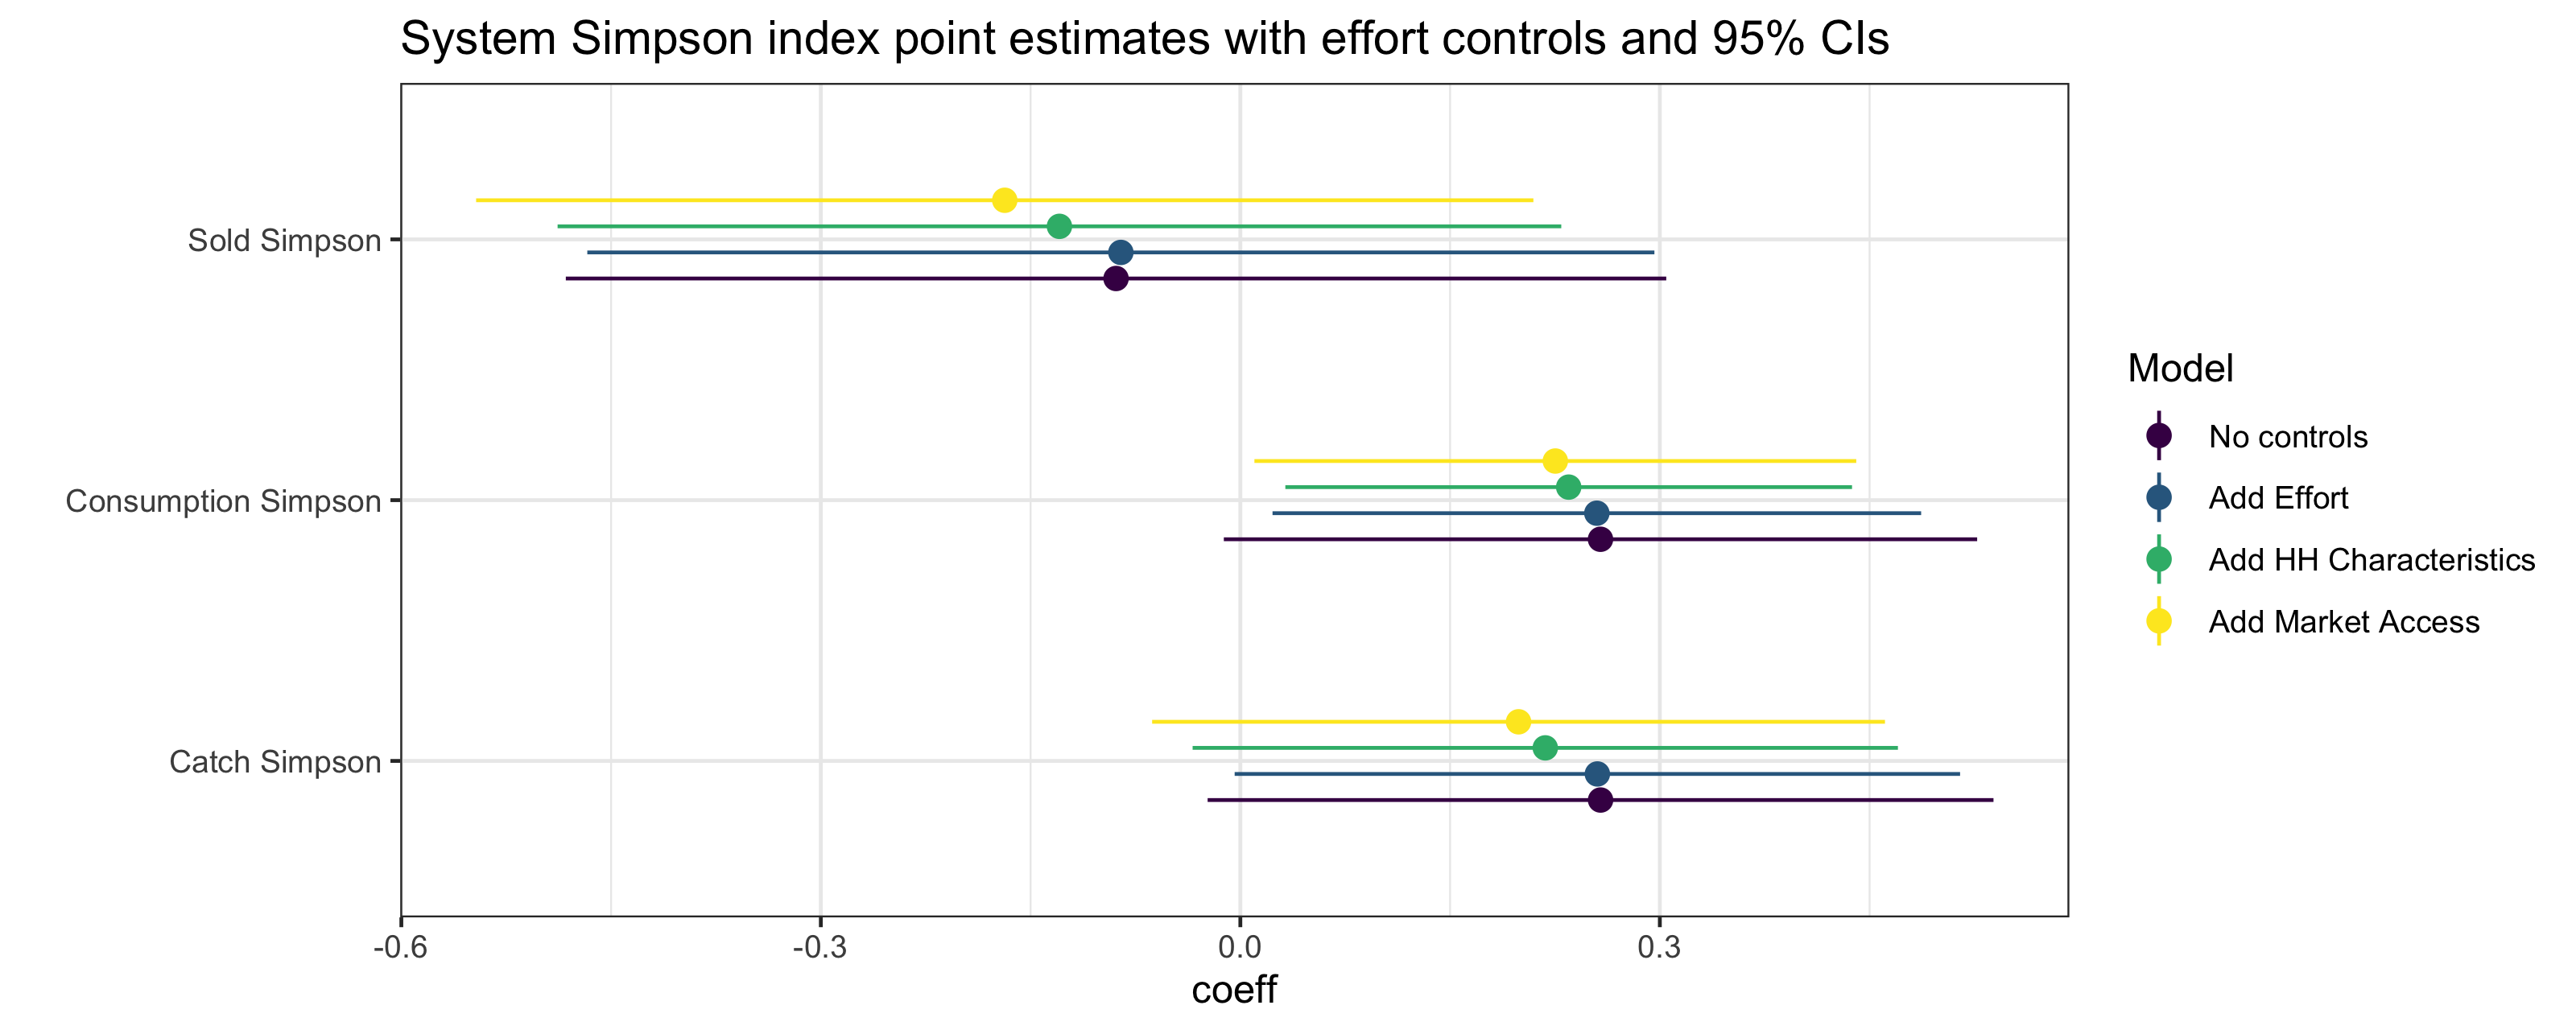 System Simpson index point estimates with effort controls and 95% CIs
Sold Simpson
Consumption Simpson
Catch Simpson
-0.6
-0.3
0.0
0.3
coeff
Model
No controls
Add Effort
Add HH Characteristics
Add Market Access